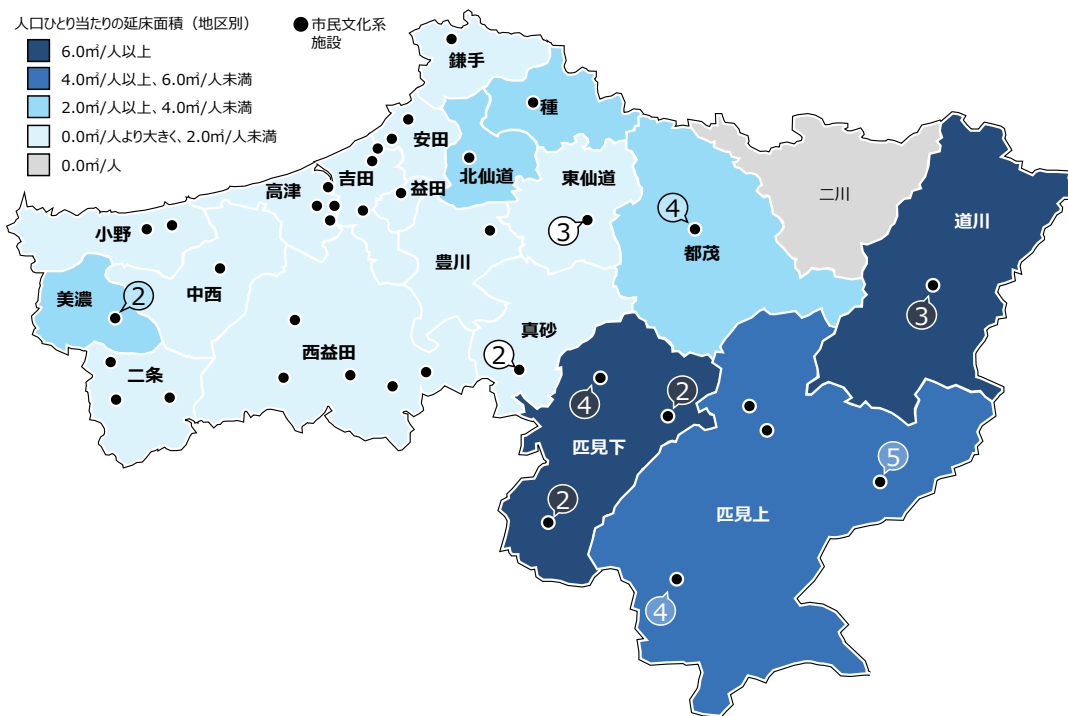 人口ひとり当たりの延床面積（地区別）
6.0㎡/人以上
4.0㎡/人以上、6.0㎡/人未満
2.0㎡/人以上、4.0㎡/人未満
0.0㎡/人より大きく、2.0㎡/人未満
0.0㎡/人
市民文化系
施設
鎌手
種
安田
北仙道
吉田
益田
高津
東仙道
二川
道川
小野
豊川
3
4
都茂
美濃
2
中西
3
真砂
西益田
2
二条
4
2
匹見下
5
2
匹見上
4